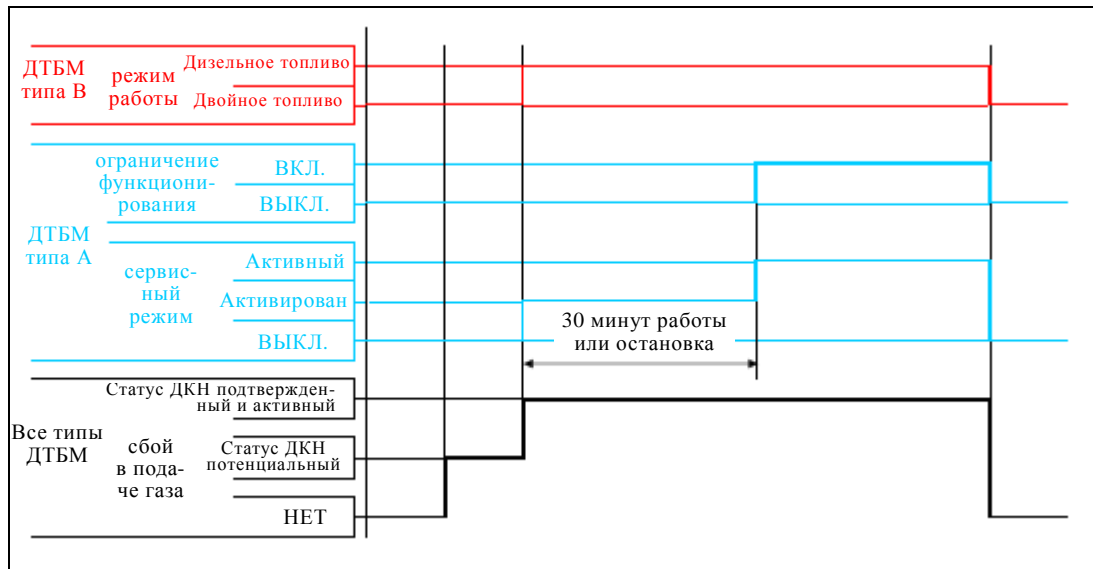 ДТБМ
типа B
режим
работы
Дизельное топливо
Двойное топливо
ограничение
функциони-
рования
ВКЛ.
ВЫКЛ.
ДТБМ
типа A
сервис-
ный
режим
Активный
Активирован
ВЫКЛ.
30 минут работы
или остановка
Статус ДКН подтвержден-
ный и активный
Все типы
ДТБМ
сбой
в пода-
че газа
Статус ДКН
потенциальный
НЕТ